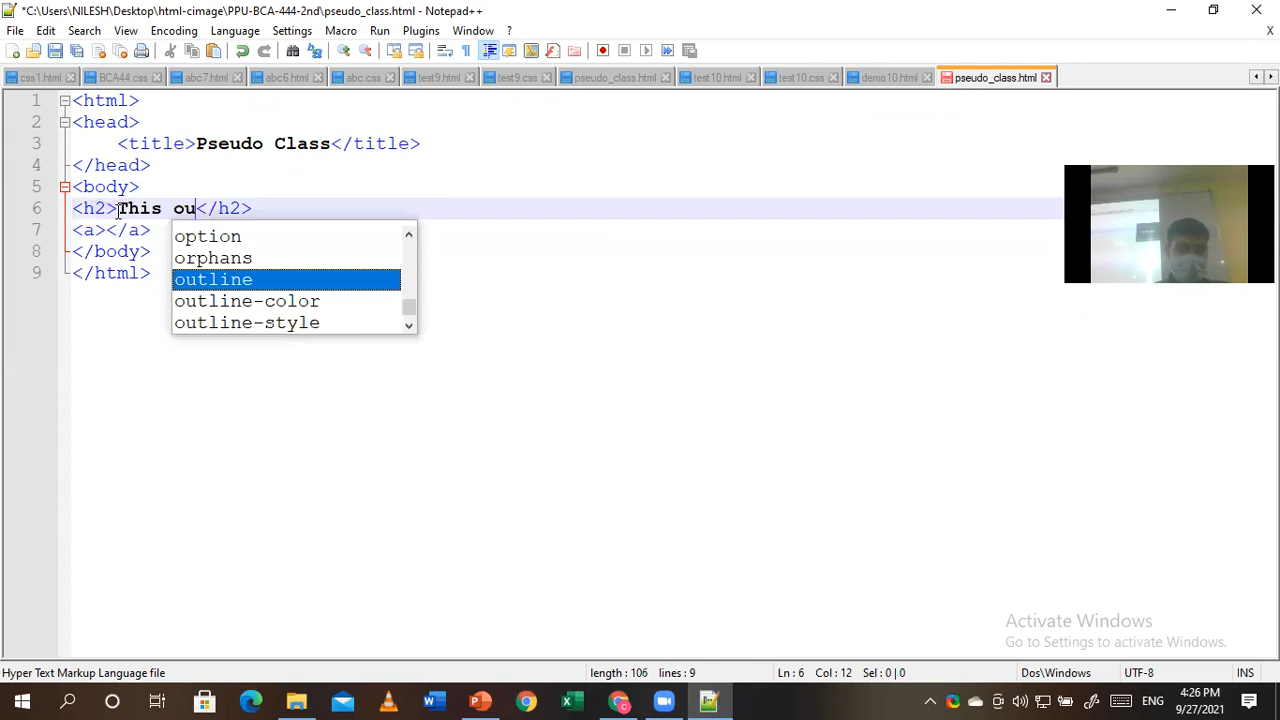 *C:\Users\NILESH\Desktop\html-cimage\PPU-BCA-444-2nd\pseudo_class.html - Notepad++
File Edit Search View Encoding Language Settings Macro Run Plugins Window ? X
css1.html BCA44.css abc7.html abc6.html abc.css test9.html test9.css pseudo_class.html test10.html test10.css demo10.html pseudo_class.html
1 <html>
2 <head>
3 <title>Pseudo Class</title>
4 </head>
5 <body>
6 <h2>This ou</h2>
7 <a></a>
8 </body>
9 </html>
option
orphans
outline
outline-color
outline-style
Activate Windows
Go to Settings to activate Windows.
Hyper Text Markup Language file length : 106 lines : 9 Ln : 6 Col : 12 Sel : 0 | 0 Dos\Windows UTF-8 INS
ENG 4:26 PM
9/27/2021